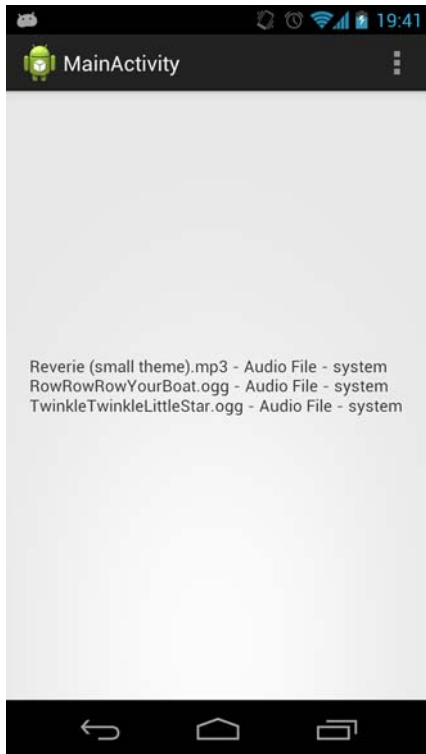 19:41
MainActivity
Reverie (small theme).mp3 - Audio File - system
RowRowRowYourBoat.ogg - Audio File - system
TwinkleTwinkleLittleStar.ogg - Audio File - system